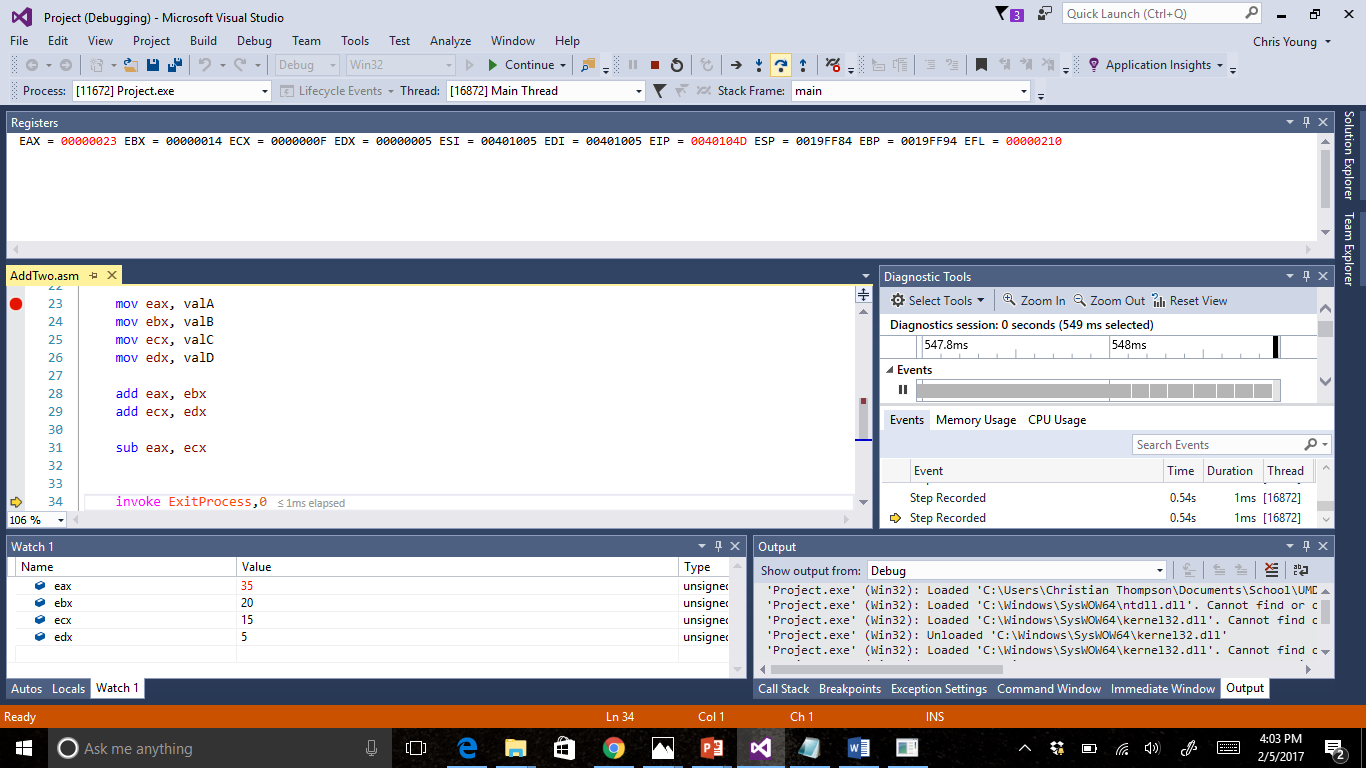 Project (Debugging) - Microsoft Visual Studio
3
Quick Launch (Ctrl+Q)
File Edit View Project Build Debug Team Tools Test Analyze Window Help
Chris Young
Debug Win32 Continue Application Insights
Process: [11672] Project.exe Lifecycle Events Thread: [16872] Main Thread Stack Frame: main
Registers
EAX = 00000023 EBX = 00000014 ECX = 0000000F EDX = 00000005 ESI = 00401005 EDI = 00401005 EIP = 0040104D ESP = 0019FF84 EBP = 0019FF94 EFL = 00000210
Solution Explorer
Team Explorer
AddTwo.asm
22
23 mov eax, valA
24 mov ebx, valB
25 mov ecx, valC
26 mov edx, valD
27
28 add eax, ebx
29 add ecx, edx
30
31 sub eax, ecx
32
33
34 invoke ExitProcess,0 ≤ 1ms elapsed
106 %
Diagnostic Tools
Select Tools Zoom In Zoom Out Reset View
Diagnostics session: 0 seconds (549 ms selected)
547.8ms 548ms
Events
Events Memory Usage CPU Usage
Search Events
Event Time Duration Thread
Step Recorded 0.54s 1ms [16872]
Step Recorded 0.54s 1ms [16872]
Watch 1
Name Value Type
eax 35 unsigned
ebx 20 unsigned
ecx 15 unsigned
edx 5 unsigned
Autos Locals Watch 1
Output
Show output from: Debug
'Project.exe' (Win32): Loaded 'C:\Users\Christian Thompson\Documents\School\UMD
'Project.exe' (Win32): Loaded 'C:\Windows\SysWOW64\ntdll.dll'. Cannot find or o
'Project.exe' (Win32): Loaded 'C:\Windows\SysWOW64\kernel32.dll'. Cannot find o
'Project.exe' (Win32): Unloaded 'C:\Windows\SysWOW64\kernel32.dll'
'Project.exe' (Win32): Loaded 'C:\Windows\SysWOW64\kernel32.dll'. Cannot find o
Call Stack Breakpoints Exception Settings Command Window Immediate Window Output
Ready Ln 34 Col 1 Ch 1 INS
Ask me anything
4:03 PM
2/5/2017
2